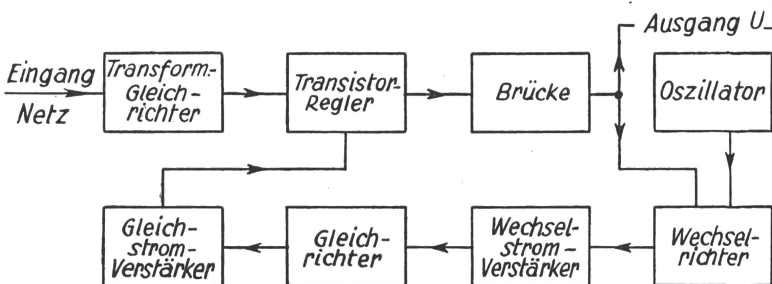 Ausgang U_
Eingang
Netz
Transform-
Gleich-
richter
Transistor-
Regler
Brücke
Oszillator
Gleich-
strom-
Verstärker
Gleich-
richter
Wechsel-
strom-
Verstärker
Wechsel-
richter